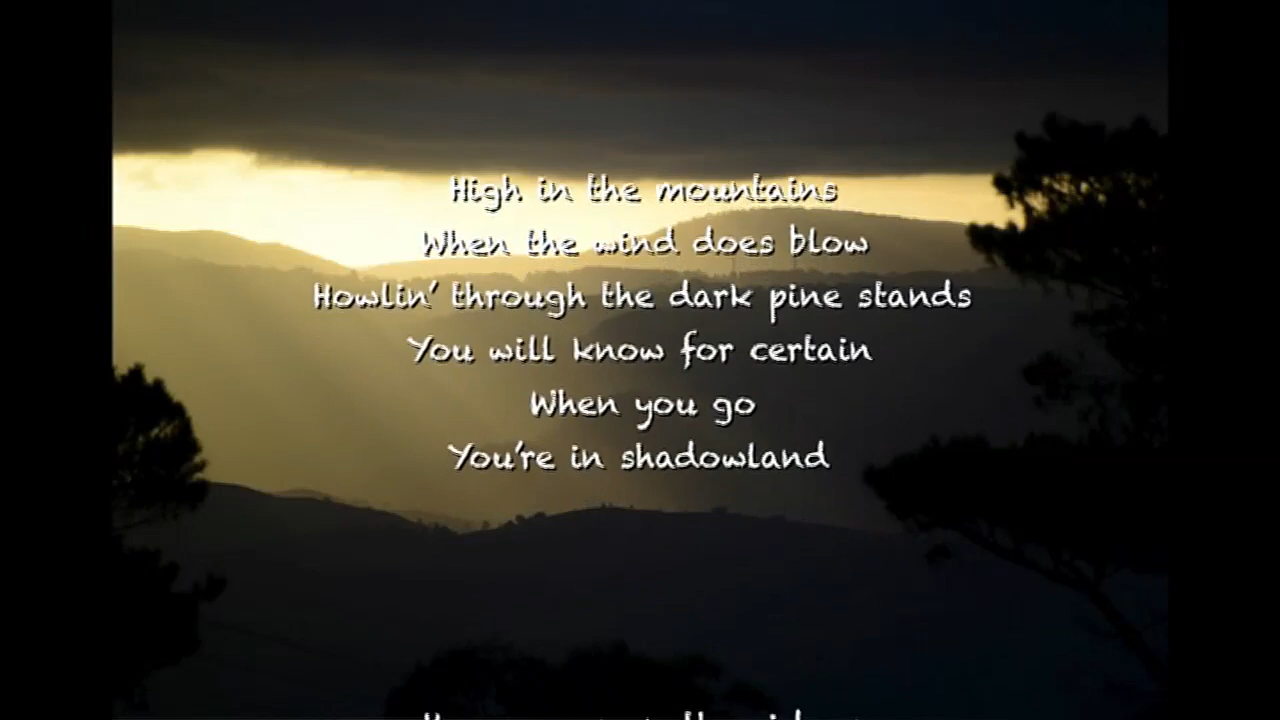 High in the mountains
When the wind does blow
Howlin' through the dark pine stands
You will know for certain
When you go
You're in shadowland